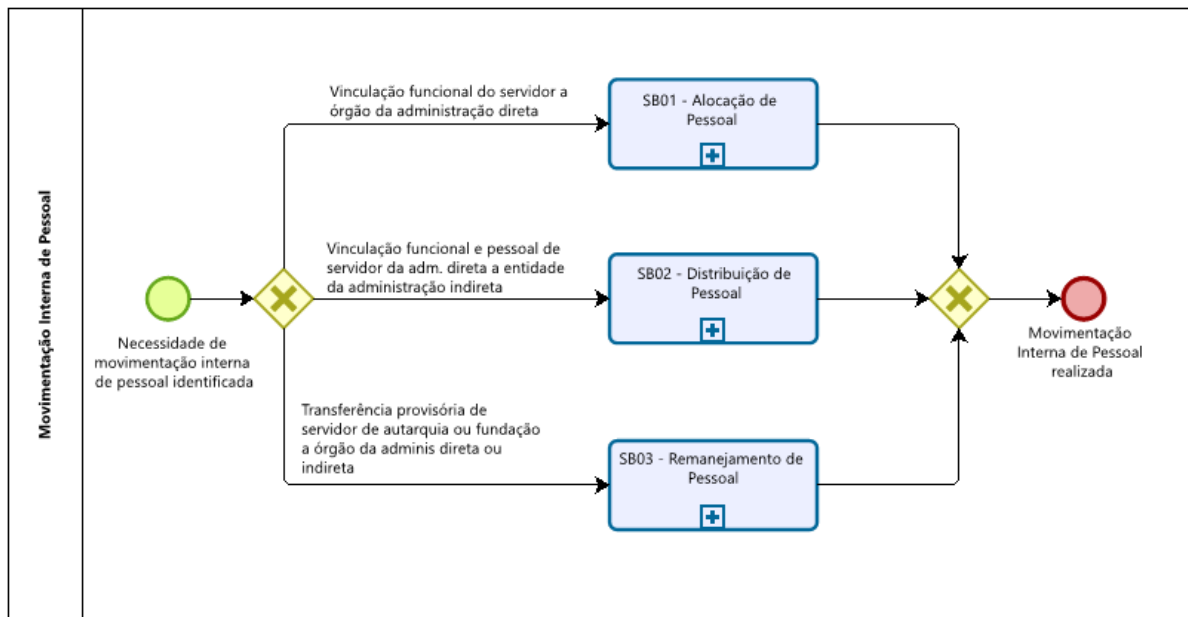 Movimentação Interna de Pessoal
Necessidade de
movimentação interna
de pessoal identificada
Vinculação funcional do servidor a
órgão da administração direta
SB01 - Alocação de
Pessoal
Vinculação funcional e pessoal de
servidor da adm. direta a entidade
da administração indireta
SB02 - Distribuição de
Pessoal
Transferência provisória de
servidor de autarquia ou fundação
a órgão da adminis direta ou
indireta
SB03 - Remanejamento de
Pessoal
Movimentação
Interna de Pessoal
realizada